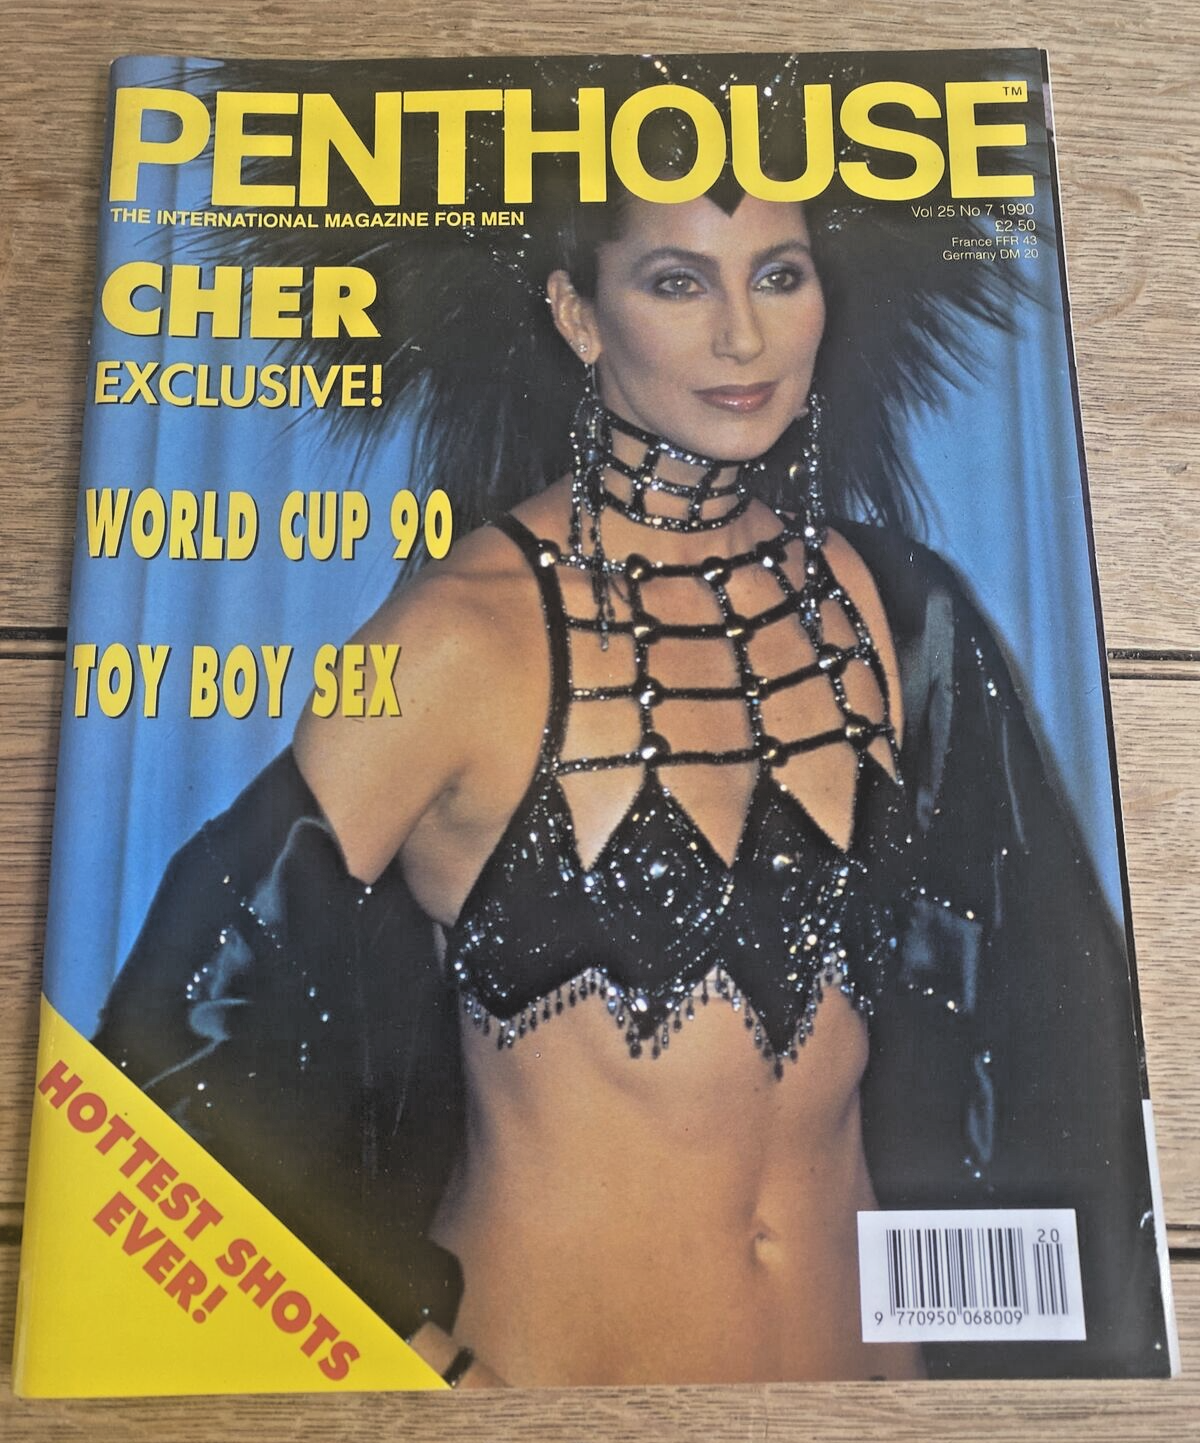 PENTHOUSE
TM
THE INTERNATIONAL MAGAZINE FOR MEN
Vol 25 No 7 1990
£2.50
France FFR 43
Germany DM 20
CHER
EXCLUSIVE!
WORLD CUP 90
TOY BOY SEX
HOTTEST SHOTS
EVER!
20
9 770950 068009